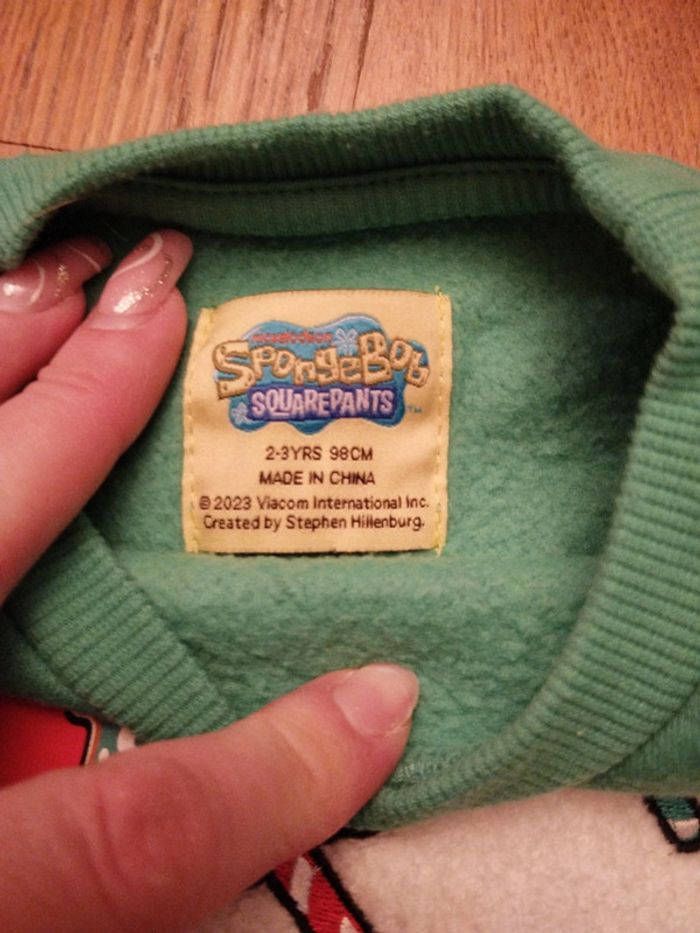 nickelodeon
SpongeBob
SQUAREPANTS ™
2-3YRS 98CM
MADE IN CHINA
© 2023 Viacom International Inc.
Created by Stephen Hillenburg.